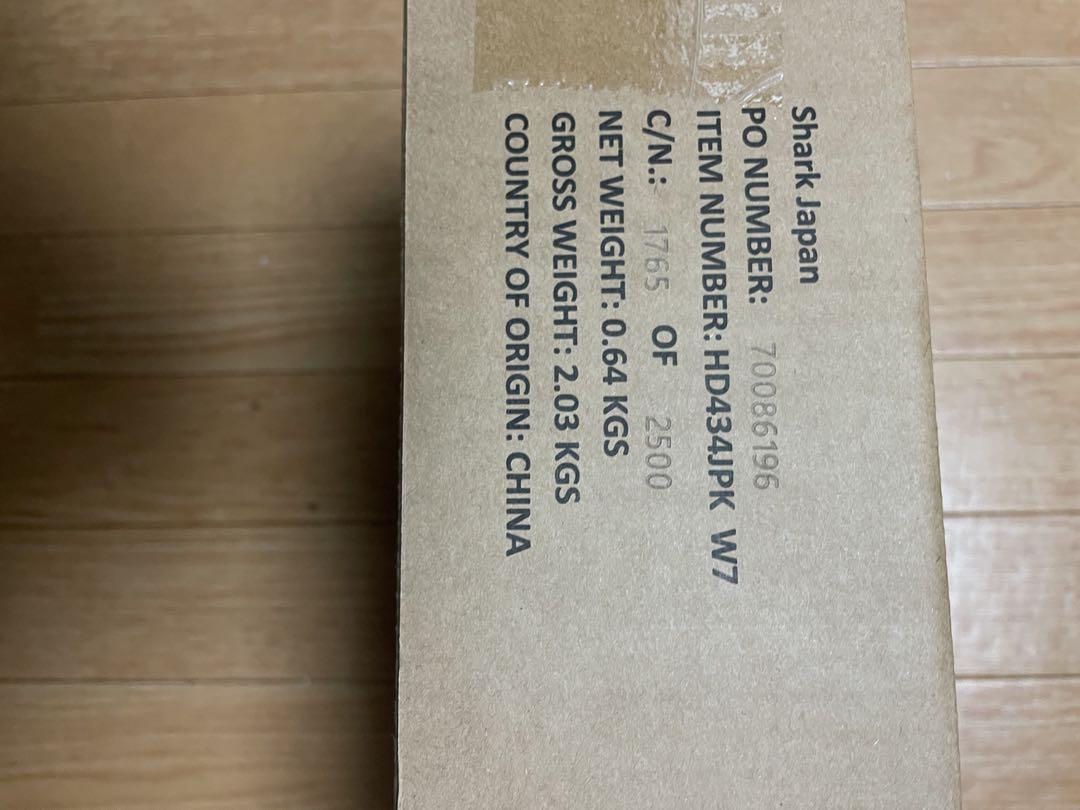 Shark Japan
PO NUMBER: 70086196
ITEM NUMBER: HD434JPK W7
C/N.: 1765 OF 2500
NET WEIGHT: 0.64 KGS
GROSS WEIGHT: 2.03 KGS
COUNTRY OF ORIGIN: CHINA